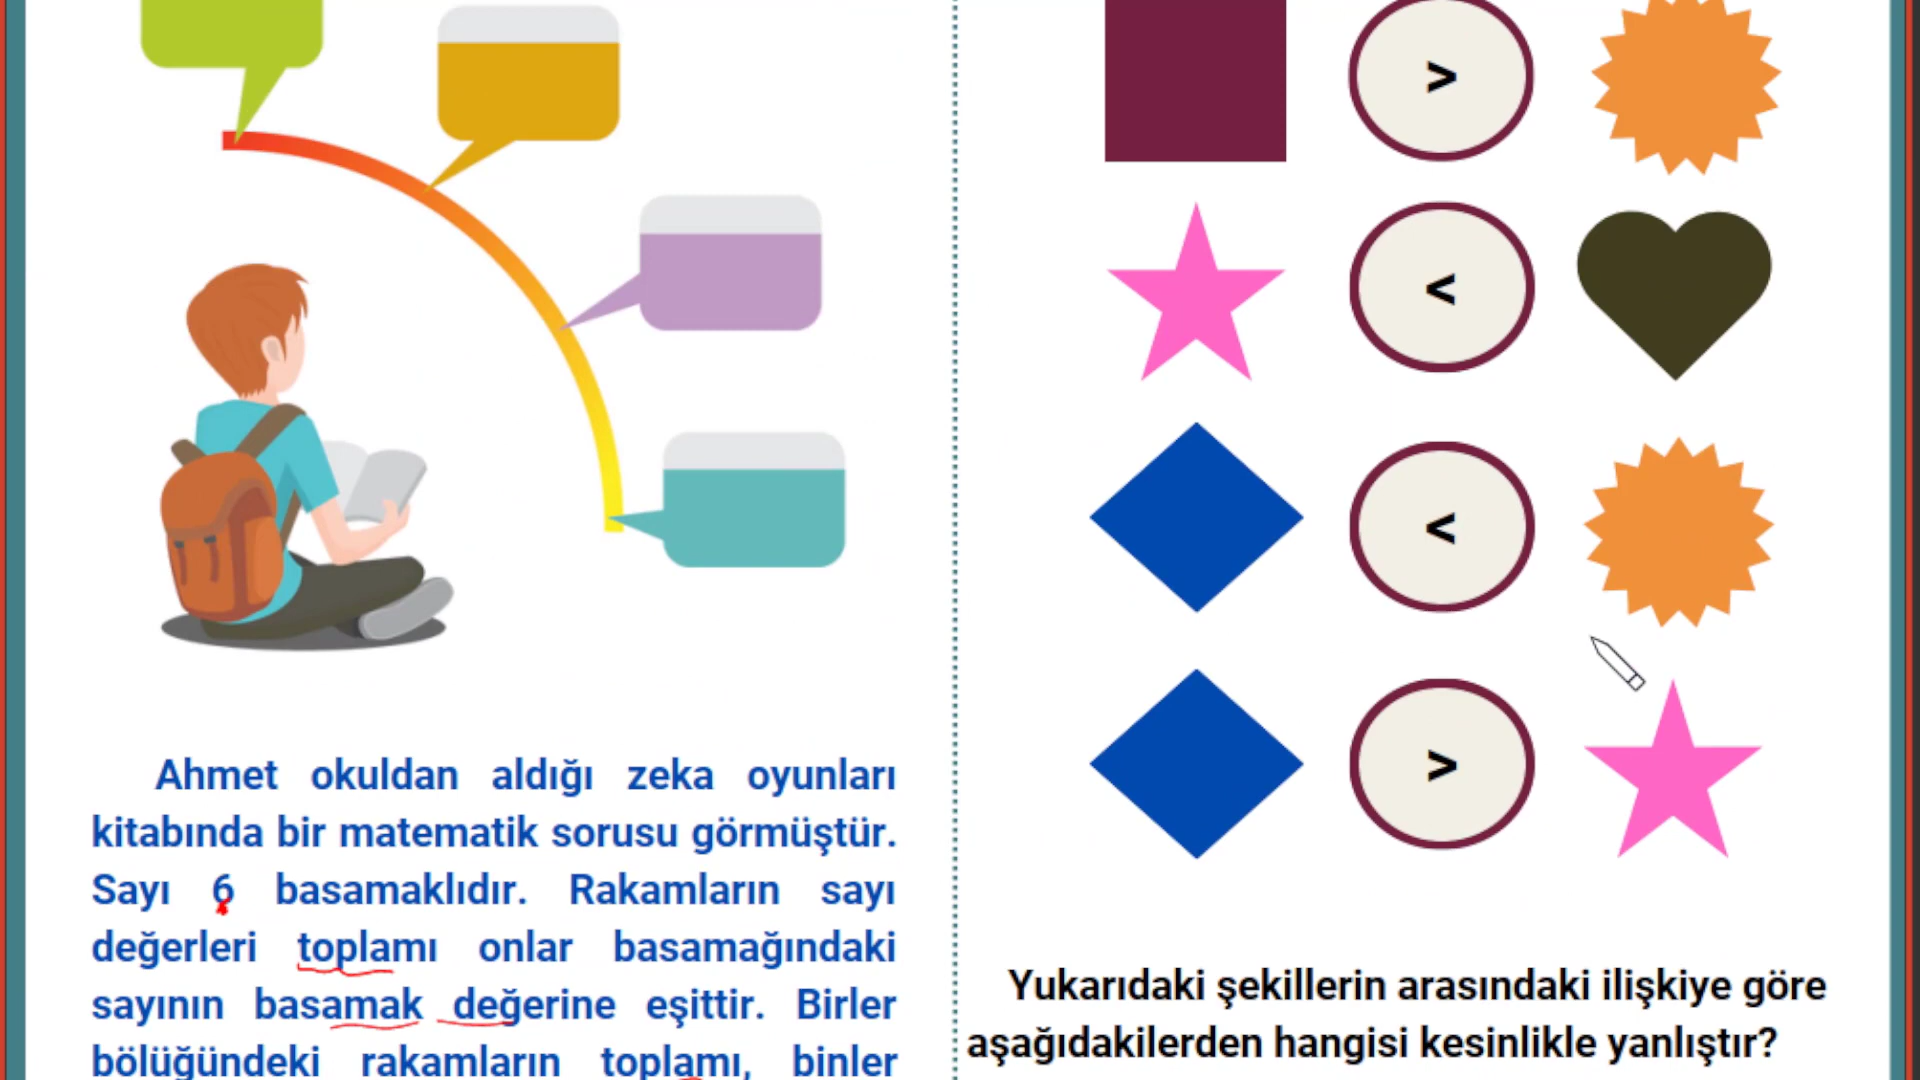 Ahmet okuldan aldığı zeka oyunları
kitabında bir matematik sorusu görmüştür.
Sayı 6 basamaklıdır. Rakamların sayı
değerleri toplamı onlar basamağındaki
sayının basamak değerine eşittir. Birler
bölüğündeki rakamların toplamı, binler
>
<
<
>
Yukarıdaki şekillerin arasındaki ilişkiye göre
aşağıdakilerden hangisi kesinlikle yanlıştır?